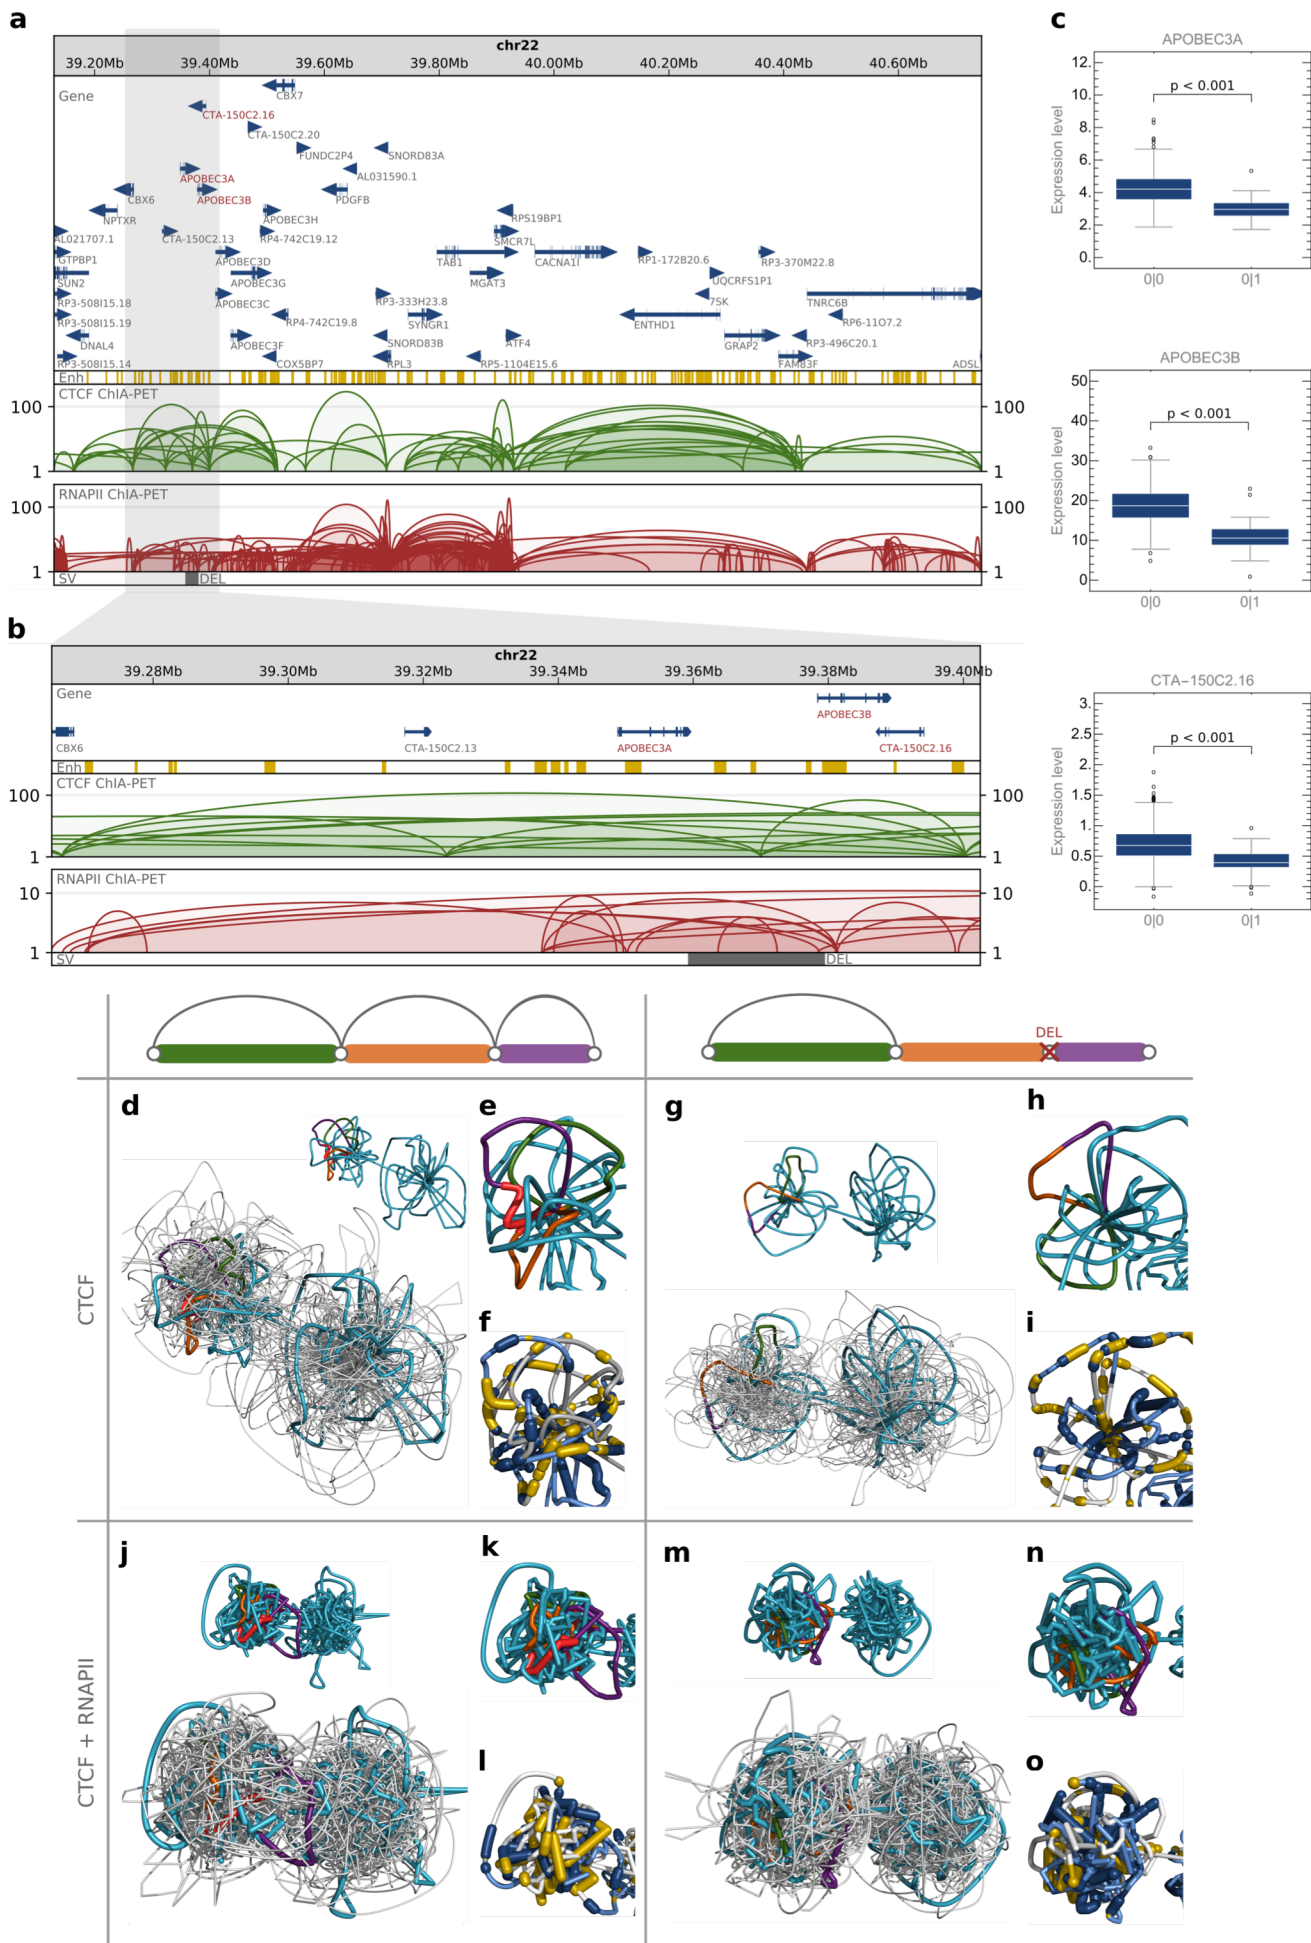 a
chr22
39.20Mb 39.40Mb 39.60Mb 39.80Mb 40.00Mb 40.20Mb 40.40Mb 40.60Mb
Gene
CBX7
CTA-150C2.16
CTA-150C2.20
FUNDC2P4 SNORD83A
APOBEC3A AL031590.1
CBX6 APOBEC3B PDGFB
NPTXR APOBEC3H RPS19BP1
AL021707.1 CTA-150C2.13 RP4-742C19.12 SMCR7L
GTPBP1 APOBEC3D TAB1 CACNA1I RP1-172B20.6 RP3-370M22.8
SUN2 APOBEC3G MGAT3 UQCRFS1P1
RP3-508I15.18 APOBEC3C RP3-333H23.8 7SK TNRC6B
RP3-508I15.19 RP4-742C19.8 SYNGR1 ENTHD1 RP6-11O7.2
DNAL4 APOBEC3F SNORD83B ATF4 GRAP2 RP3-496C20.1
RP3-508I15.14 COX5BP7 RPL3 RP5-1104E15.6 FAM83F ADSL
Enh
CTCF ChIA-PET
100 100
1 1
RNAPII ChIA-PET
100 100
1 1
SV DEL
b
chr22
39.28Mb 39.30Mb 39.32Mb 39.34Mb 39.36Mb 39.38Mb 39.40Mb
Gene
APOBEC3B
CBX6 CTA-150C2.13 APOBEC3A CTA-150C2.16
Enh
CTCF ChIA-PET
100 100
1 1
RNAPII ChIA-PET
10 10
1 1
SV DEL
c
APOBEC3A
Expression level
12.
10.
8.
6.
4.
2.
0.
p < 0.001
0|0 0|1
APOBEC3B
Expression level
50
40
30
20
10
0
p < 0.001
0|0 0|1
CTA−150C2.16
Expression level
3.
2.5
2.
1.5
1.
0.5
0.
p < 0.001
0|0 0|1
DEL
CTCF
d
e
f
g
h
i
CTCF + RNAPII
j
k
l
m
n
o